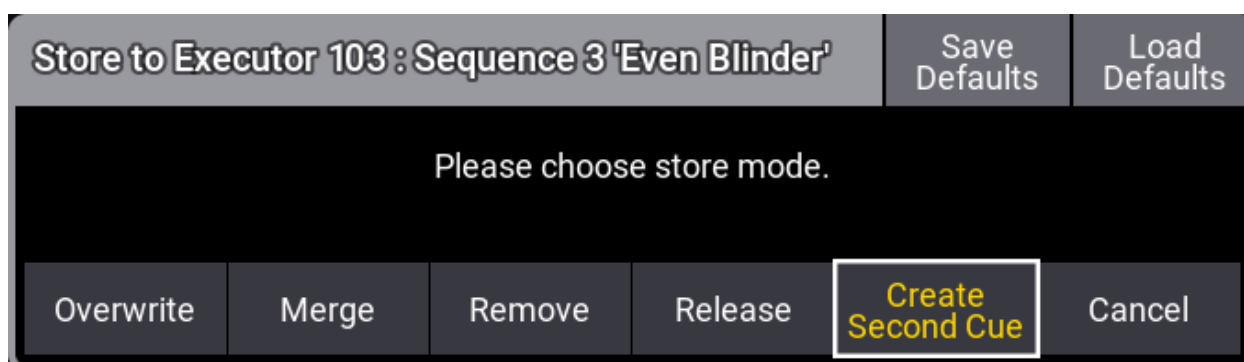 Store to Executor 103 : Sequence 3 'Even Blinder'
Save
Defaults
Load
Defaults
Please choose store mode.
Overwrite
Merge
Remove
Release
Create
Second Cue
Cancel